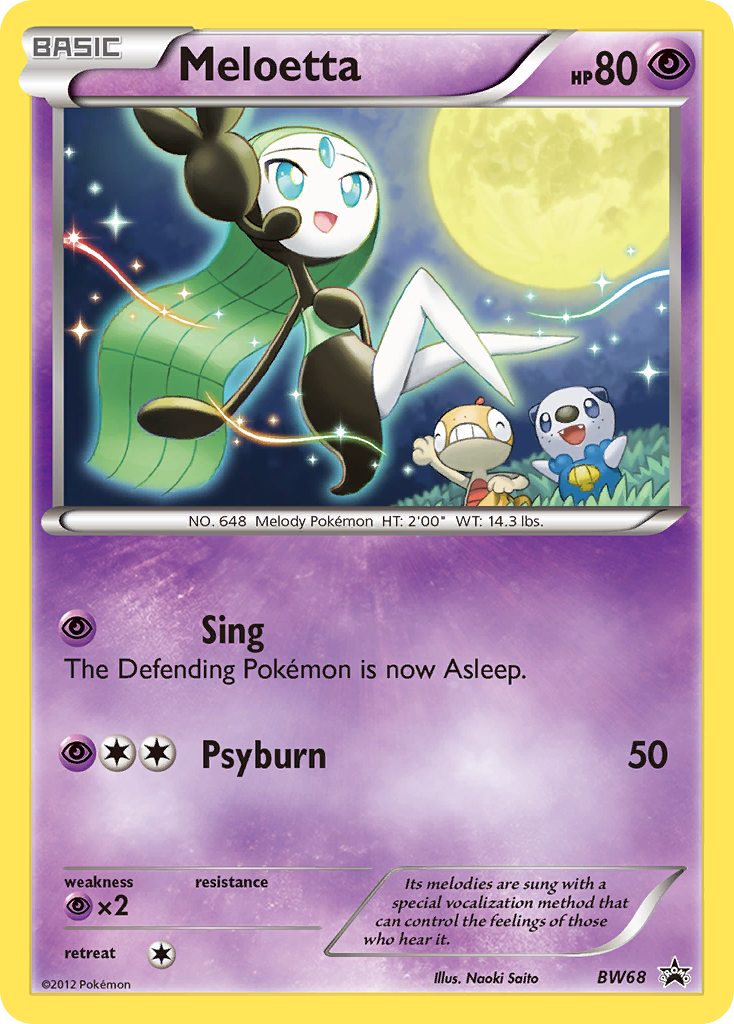 BASIC
Meloetta
HP80
NO. 648 Melody Pokémon HT: 2'00" WT: 14.3 lbs.
Sing
The Defending Pokémon is now Asleep.
Psyburn 50
weakness resistance
×2
retreat
Its melodies are sung with a
special vocalization method that
can control the feelings of those
who hear it.
©2012 Pokémon
Illus. Naoki Saito
BW68
PROMO